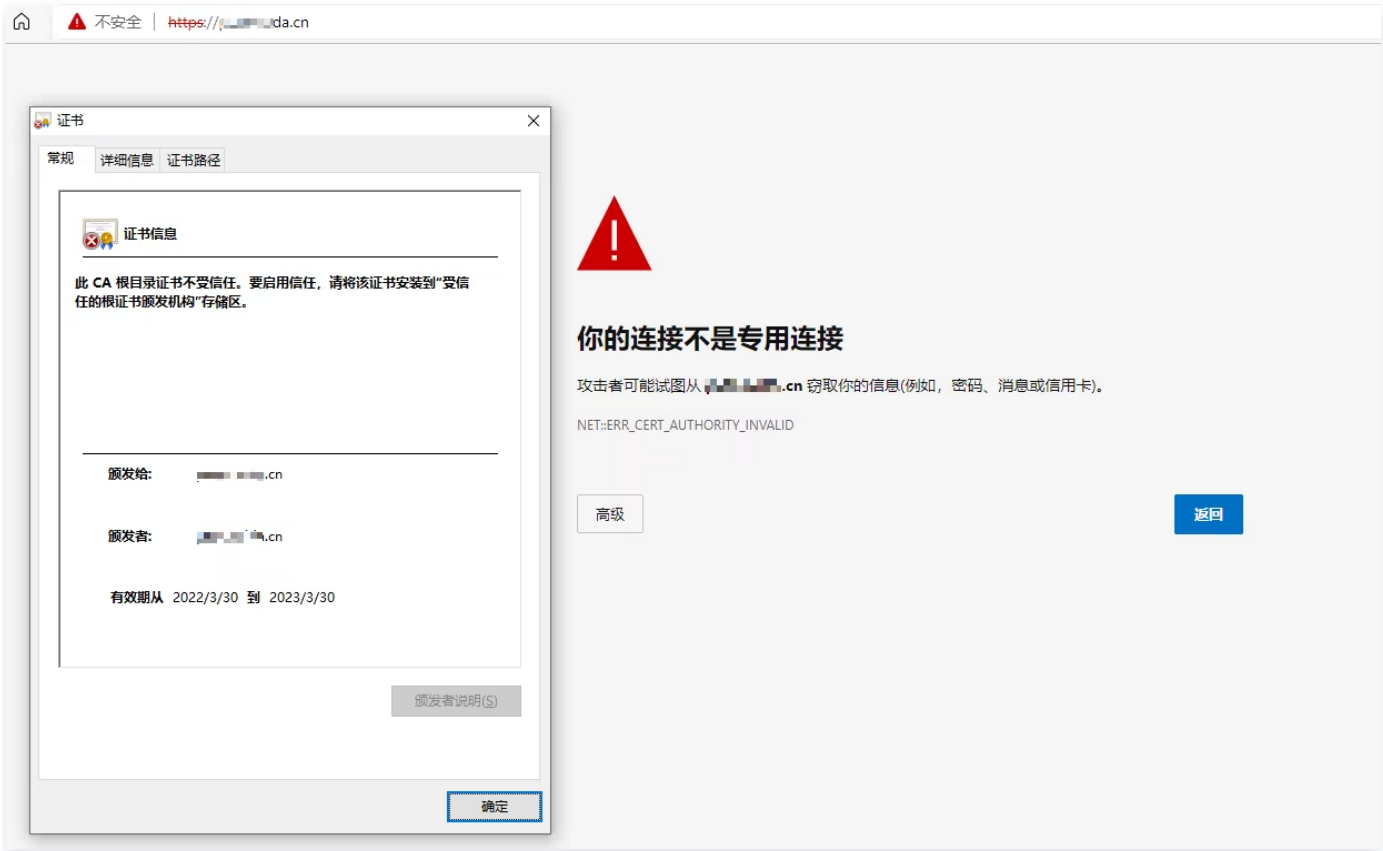 不安全 https:// da.cn
证书
常规 详细信息 证书路径
证书信息
此 CA 根目录证书不受信任。要启用信任，请将该证书安装到“受信
任的根证书颁发机构”存储区。
颁发给: .cn
颁发者: .cn
有效期从 2022/3/30 到 2023/3/30
颁发者说明(S)
确定
你的连接不是专用连接
攻击者可能试图从 .cn 窃取你的信息(例如，密码、消息或信用卡)。
NET::ERR_CERT_AUTHORITY_INVALID
高级
返回